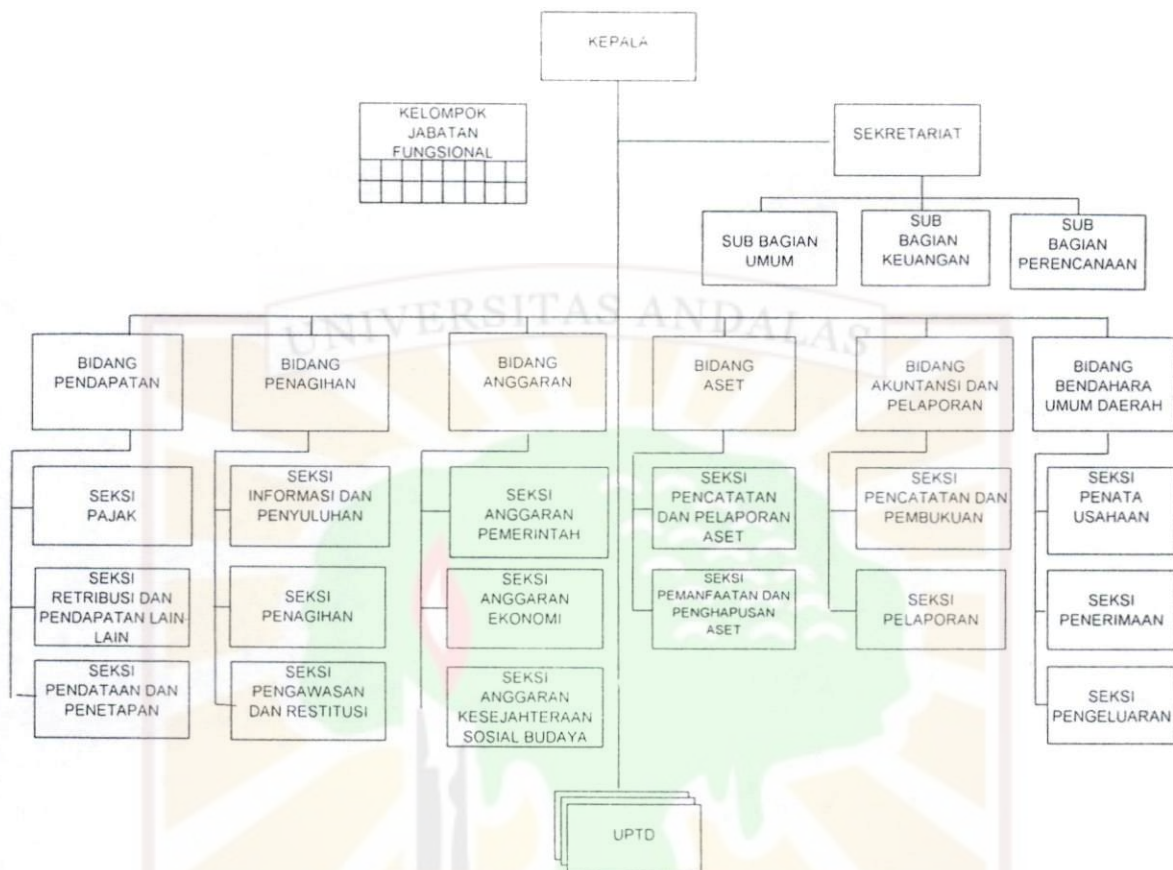 KEPALA
KELOMPOK
JABATAN
FUNGSIONAL
SEKRETARIAT
SUB BAGIAN
UMUM
SUB
BAGIAN
KEUANGAN
SUB
BAGIAN
PERENCANAAN
UNIVERSITAS ANDALAS
BIDANG
PENDAPATAN
BIDANG
PENAGIHAN
BIDANG
ANGGARAN
BIDANG
ASET
BIDANG
AKUNTANSI DAN
PELAPORAN
BIDANG
BENDAHARA
UMUM DAERAH
SEKSI
PAJAK
SEKSI
INFORMASI DAN
PENYULUHAN
SEKSI
ANGGARAN
PEMERINTAH
SEKSI
PENCATATAN
DAN PELAPORAN
ASET
SEKSI
PENCATATAN DAN
PEMBUKUAN
SEKSI
PENATA
USAHAAN
SEKSI
RETRIBUSI DAN
PENDAPATAN LAIN-
LAIN
SEKSI
PENAGIHAN
SEKSI
ANGGARAN
EKONOMI
SEKSI
PEMANFAATAN DAN
PENGHAPUSAN
ASET
SEKSI
PELAPORAN
SEKSI
PENERIMAAN
SEKSI
PENDATAAN DAN
PENETAPAN
SEKSI
PENGAWASAN
DAN RESTITUSI
SEKSI
ANGGARAN
KESEJAHTERAAN
SOSIAL BUDAYA
SEKSI
PENGELUARAN
UPTD